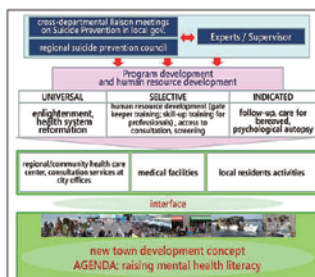 cross-departmental liaison meetings
on Suicide Prevention in local gov.
regional suicide prevention council
Experts / Supervisor
Program development
and human resource development
UNIVERSAL
SELECTIVE
INDICATED
enlightenment,
health system
reformation
human resource development (gate
keeper training; skill-up training for
professionals) , access to
consultation, screening
follow-up, care for
bereaved,
psychological autopsy
regional/community health care
center, consultation services at
city offices
medical facilities
local residents activities
interface
new town development concept
AGENDA: raising mental health literacy